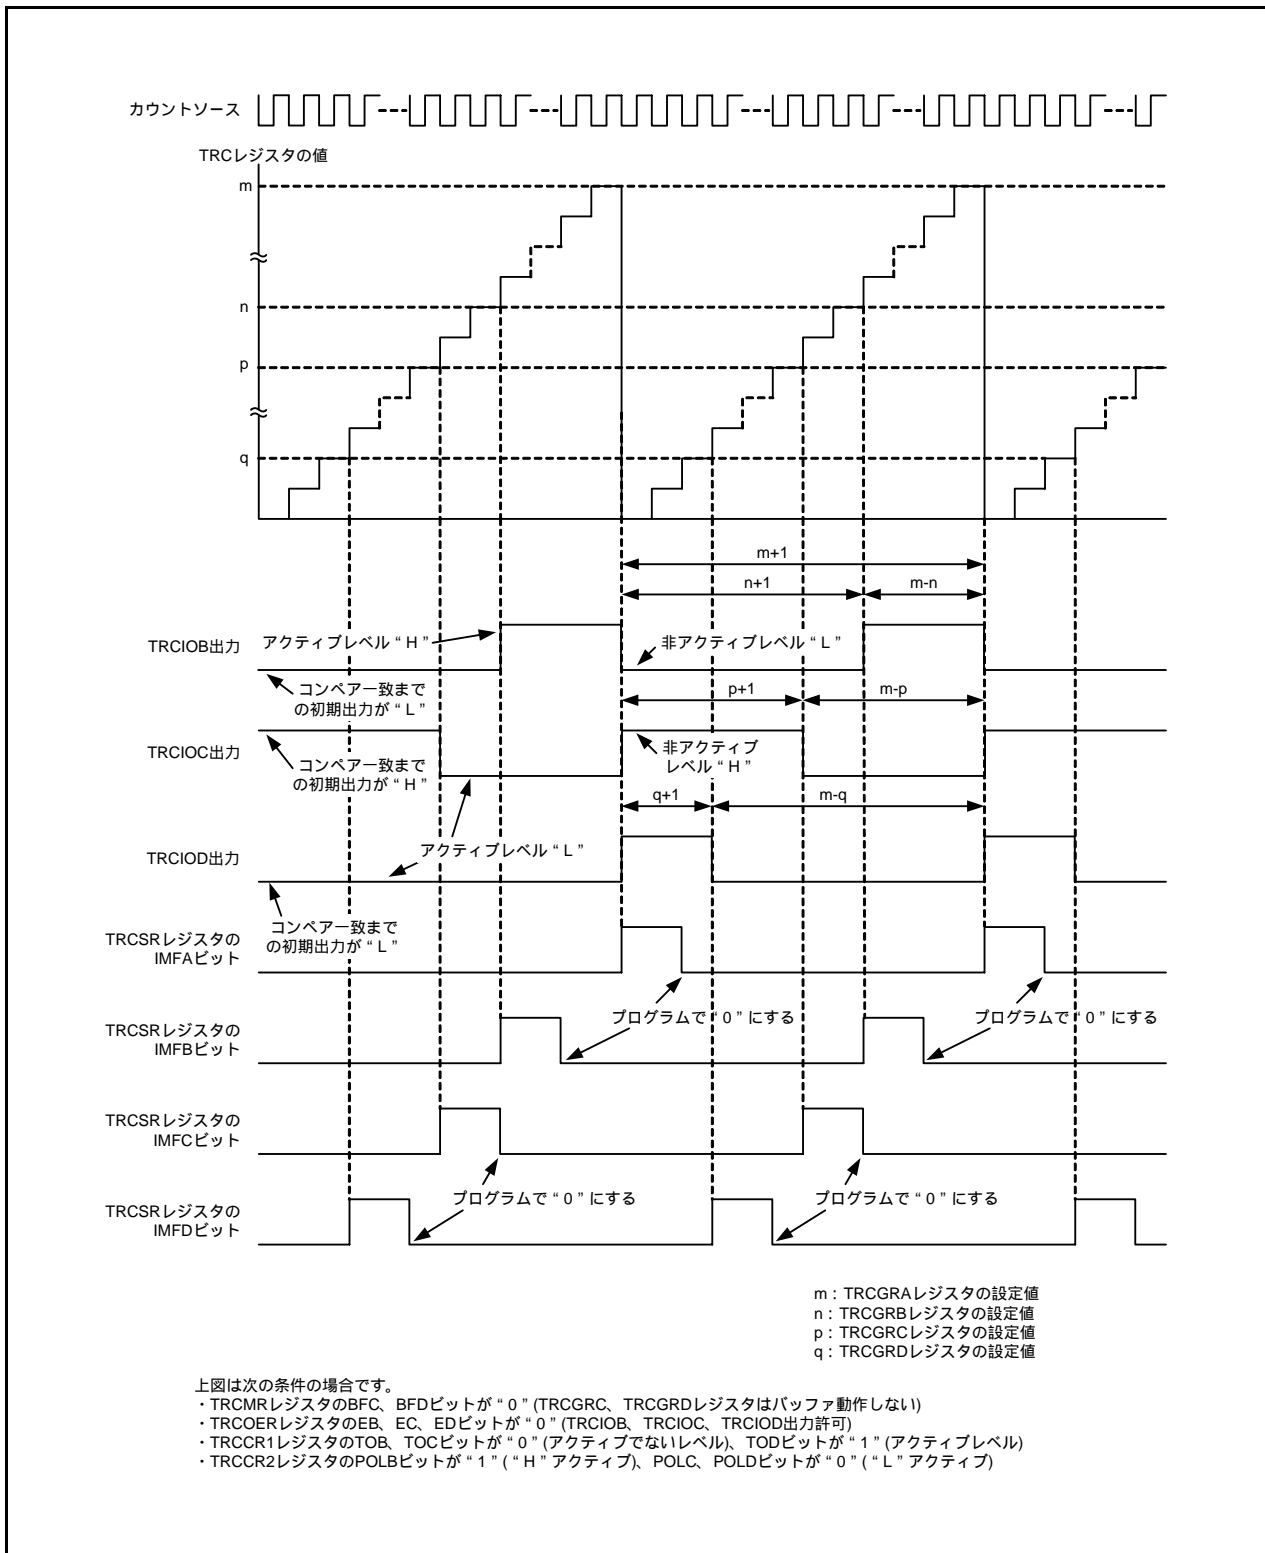 カウントソース
TRCレジスタの値
m
n
p
q
m+1
n+1
m-n
TRCIOB出力
アクティブレベル“H”
非アクティブレベル“L”
コンペア一致まで
の初期出力が“L”
p+1
m-p
TRCIOC出力
コンペア一致まで
の初期出力が“H”
非アクティブ
レベル“H”
q+1
m-q
TRCIOD出力
アクティブレベル“L”
コンペア一致まで
の初期出力が“L”
TRCSRレジスタの
IMFAビット
プログラムで“0”にする
プログラムで“0”にする
TRCSRレジスタの
IMFBビット
TRCSRレジスタの
IMFCビット
プログラムで“0”にする
プログラムで“0”にする
TRCSRレジスタの
IMFDビット
m：TRCGRAレジスタの設定値
n：TRCGRBレジスタの設定値
p：TRCGRCレジスタの設定値
q：TRCGRDレジスタの設定値
上図は次の条件の場合です。
・TRCMRレジスタのBFC、BFDビットが“0”(TRCGRC、TRCGRDレジスタはバッファ動作しない)
・TRCOERレジスタのEB、EC、EDビットが“0”(TRCIOB、TRCIOC、TRCIOD出力許可)
・TRCCR1レジスタのTOB、TOCビットが“0”(アクティブでないレベル)、TODビットが“1”(アクティブレベル)
・TRCCR2レジスタのPOLBビットが“1”(“H”アクティブ)、POLC、POLDビットが“0”(“L”アクティブ)